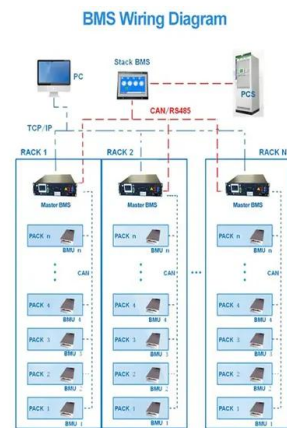 BMS Wiring Diagram
Stack BMS
PC
PCS
CAN/RS485
TCP/IP
RACK 1
RACK 2
RACK N
Master BMS
Master BMS
Master BMS
PACK n
BMU n
PACK n
BMU n
PACK n
BMU n
CAN
CAN
CAN
PACK 4
BMU 4
PACK 4
BMU 4
PACK 4
BMU 4
PACK 3
BMU 3
PACK 3
BMU 3
PACK 3
BMU 3
PACK 2
BMU 2
PACK 2
BMU 2
PACK 2
BMU 2
PACK 1
BMU 1
PACK 1
BMU 1
PACK 1
BMU 1